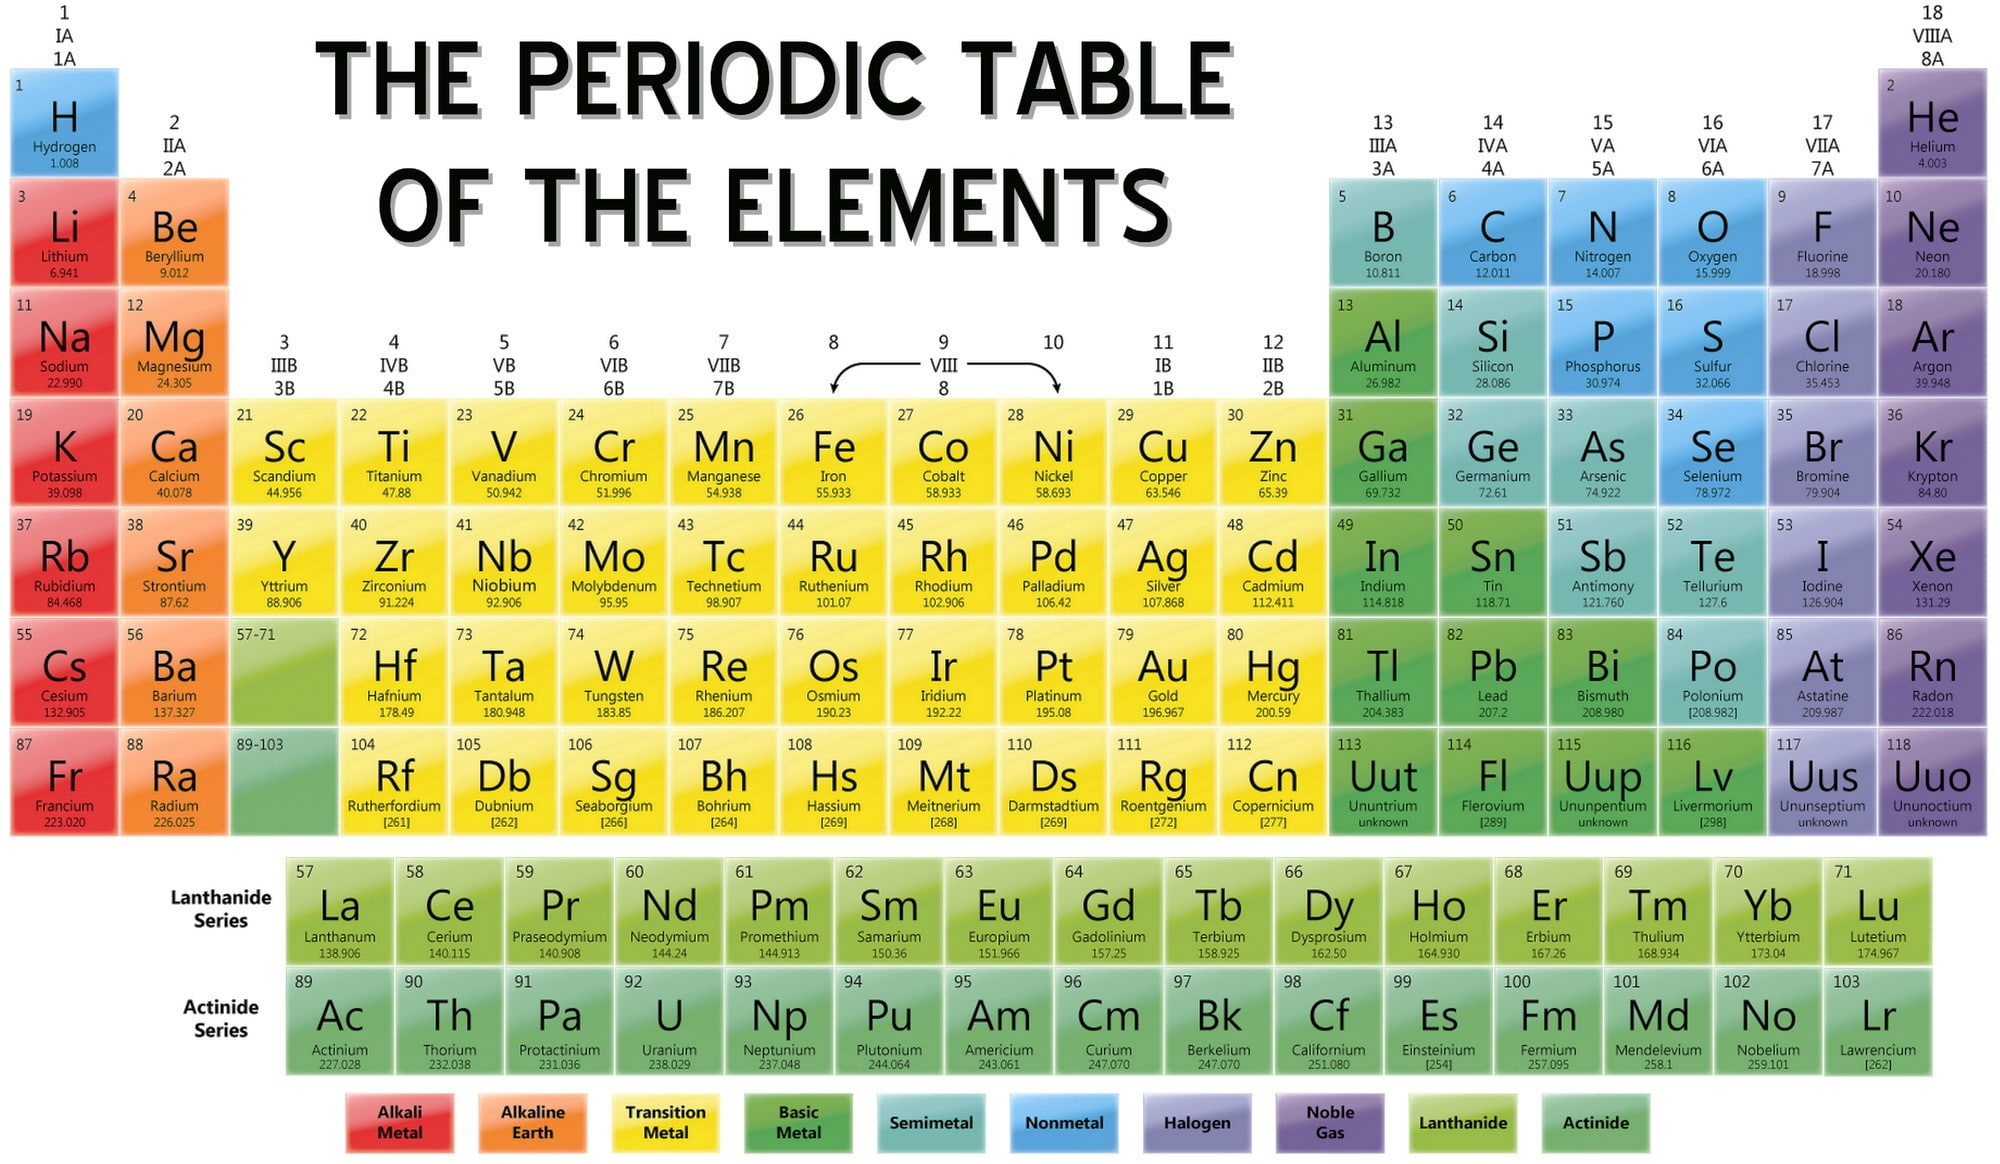 THE PERIODIC TABLE
OF THE ELEMENTS
1
IA
1A
2
IIA
2A
3
IIIB
3B
4
IVB
4B
5
VB
5B
6
VIB
6B
7
VIIB
7B
8
9
10
VIII
8
11
IB
1B
12
IIB
2B
13
IIIA
3A
14
IVA
4A
15
VA
5A
16
VIA
6A
17
VIIA
7A
18
VIIIA
8A
1
H
Hydrogen
1.008
2
He
Helium
4.003
3
Li
Lithium
6.941
4
Be
Beryllium
9.012
5
B
Boron
10.811
6
C
Carbon
12.011
7
N
Nitrogen
14.007
8
O
Oxygen
15.999
9
F
Fluorine
18.998
10
Ne
Neon
20.180
11
Na
Sodium
22.990
12
Mg
Magnesium
24.305
13
Al
Aluminum
26.982
14
Si
Silicon
28.086
15
P
Phosphorus
30.974
16
S
Sulfur
32.066
17
Cl
Chlorine
35.453
18
Ar
Argon
39.948
19
K
Potassium
39.098
20
Ca
Calcium
40.078
21
Sc
Scandium
44.956
22
Ti
Titanium
47.88
23
V
Vanadium
50.942
24
Cr
Chromium
51.996
25
Mn
Manganese
54.938
26
Fe
Iron
55.933
27
Co
Cobalt
58.933
28
Ni
Nickel
58.693
29
Cu
Copper
63.546
30
Zn
Zinc
65.39
31
Ga
Gallium
69.732
32
Ge
Germanium
72.61
33
As
Arsenic
74.922
34
Se
Selenium
78.972
35
Br
Bromine
79.904
36
Kr
Krypton
84.80
37
Rb
Rubidium
84.468
38
Sr
Strontium
87.62
39
Y
Yttrium
88.906
40
Zr
Zirconium
91.224
41
Nb
Niobium
92.906
42
Mo
Molybdenum
95.95
43
Tc
Technetium
98.907
44
Ru
Ruthenium
101.07
45
Rh
Rhodium
102.906
46
Pd
Palladium
106.42
47
Ag
Silver
107.868
48
Cd
Cadmium
112.411
49
In
Indium
114.818
50
Sn
Tin
118.71
51
Sb
Antimony
121.760
52
Te
Tellurium
127.6
53
I
Iodine
126.904
54
Xe
Xenon
131.29
55
Cs
Cesium
132.905
56
Ba
Barium
137.327
57-71
72
Hf
Hafnium
178.49
73
Ta
Tantalum
180.948
74
W
Tungsten
183.85
75
Re
Rhenium
186.207
76
Os
Osmium
190.23
77
Ir
Iridium
192.22
78
Pt
Platinum
195.08
79
Au
Gold
196.967
80
Hg
Mercury
200.59
81
Tl
Thallium
204.383
82
Pb
Lead
207.2
83
Bi
Bismuth
208.980
84
Po
Polonium
[208.982]
85
At
Astatine
209.987
86
Rn
Radon
222.018
87
Fr
Francium
223.020
88
Ra
Radium
226.025
89-103
104
Rf
Rutherfordium
[261]
105
Db
Dubnium
[262]
106
Sg
Seaborgium
[266]
107
Bh
Bohrium
[264]
108
Hs
Hassium
[269]
109
Mt
Meitnerium
[268]
110
Ds
Darmstadtium
[269]
111
Rg
Roentgenium
[272]
112
Cn
Copernicium
[277]
113
Uut
Ununtrium
unknown
114
Fl
Flerovium
[289]
115
Uup
Ununpentium
unknown
116
Lv
Livermorium
[298]
117
Uus
Ununseptium
unknown
118
Uuo
Ununoctium
unknown
Lanthanide
Series
57
La
Lanthanum
138.906
58
Ce
Cerium
140.115
59
Pr
Praseodymium
140.908
60
Nd
Neodymium
144.24
61
Pm
Promethium
144.913
62
Sm
Samarium
150.36
63
Eu
Europium
151.966
64
Gd
Gadolinium
157.25
65
Tb
Terbium
158.925
66
Dy
Dysprosium
162.50
67
Ho
Holmium
164.930
68
Er
Erbium
167.26
69
Tm
Thulium
168.934
70
Yb
Ytterbium
173.04
71
Lu
Lutetium
174.967
Actinide
Series
89
Ac
Actinium
227.028
90
Th
Thorium
232.038
91
Pa
Protactinium
231.036
92
U
Uranium
238.029
93
Np
Neptunium
237.048
94
Pu
Plutonium
244.064
95
Am
Americium
243.061
96
Cm
Curium
247.070
97
Bk
Berkelium
247.070
98
Cf
Californium
251.080
99
Es
Einsteinium
[254]
100
Fm
Fermium
257.095
101
Md
Mendelevium
258.1
102
No
Nobelium
259.101
103
Lr
Lawrencium
[262]
Alkali
Metal
Alkaline
Earth
Transition
Metal
Basic
Metal
Semimetal
Nonmetal
Halogen
Noble
Gas
Lanthanide
Actinide